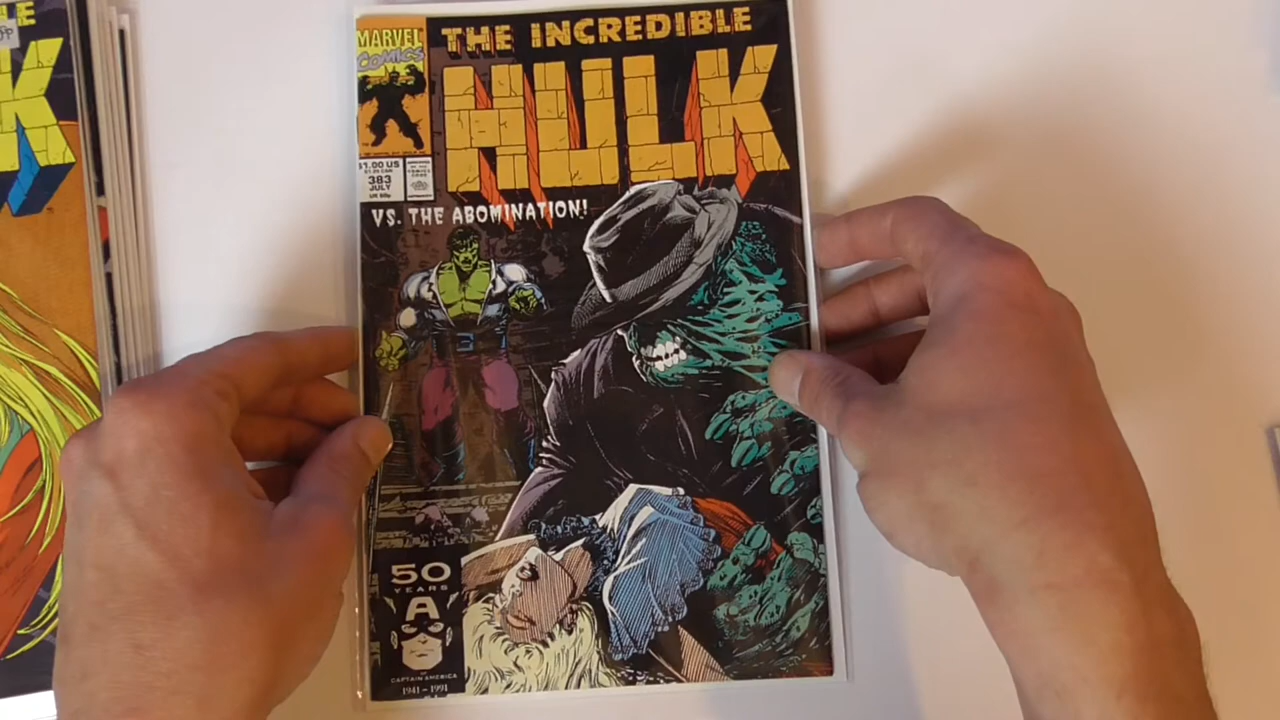 MARVEL
COMICS
THE INCREDIBLE
HULK
$1.00 US
383
JULY
VS. THE ABOMINATION!
50
YEARS
A
OF
CAPTAIN AMERICA
1941-1991
K